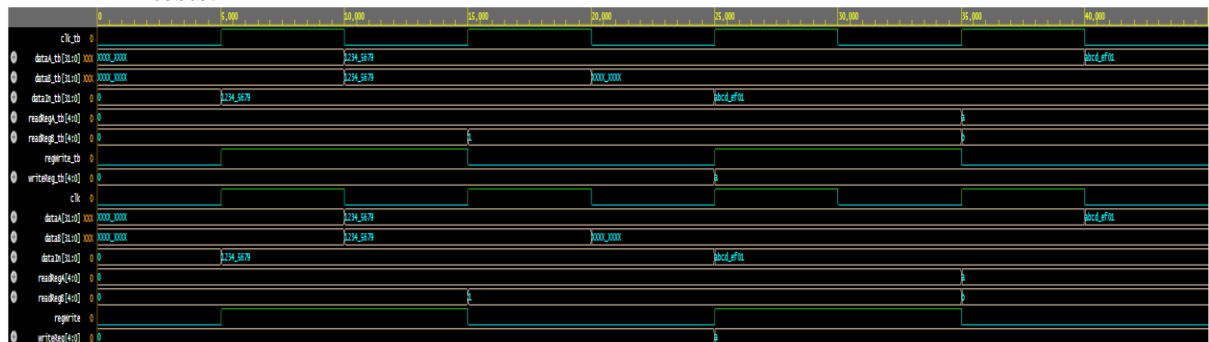 0 5,000 10,000 15,000 20,000 25,000 30,000 35,000 40,000
clk_tb 0
dataA_tb[31:0] XXX XXXX_XXXX 1234_5679 abcd_ef01
dataB_tb[31:0] XXX XXXX_XXXX 1234_5679 XXXX_XXXX
dataIn_tb[31:0] 0 0 1234_5679 abcd_ef01
readRegA_tb[4:0] 0 0 a
readRegB_tb[4:0] 0 0 1 b
regWrite_tb 0
writeReg_tb[4:0] 0 0 a
clk 0
dataA[31:0] XXX XXXX_XXXX 1234_5679 abcd_ef01
dataB[31:0] XXX XXXX_XXXX 1234_5679 XXXX_XXXX
dataIn[31:0] 0 0 1234_5679 abcd_ef01
readRegA[4:0] 0 0 a
readRegB[4:0] 0 0 1 b
regWrite 0
writeReg[4:0] 0 0 a